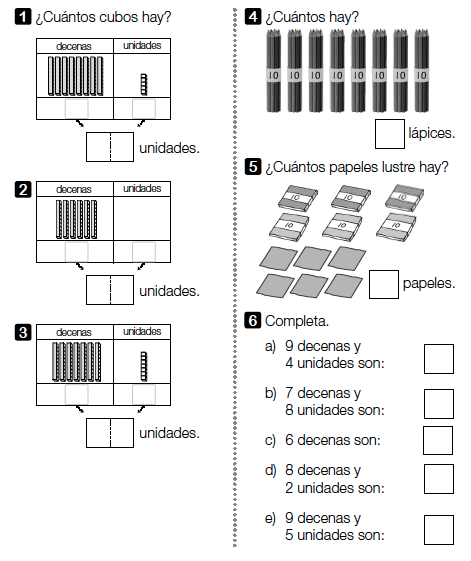 1 ¿Cuántos cubos hay?
decenas unidades
unidades.
2
decenas unidades
unidades.
3
decenas unidades
unidades.
4 ¿Cuántos hay?
10 10 10 10 10 10 10 10
lápices.
5 ¿Cuántos papeles lustre hay?
10 10 10
10 10 10
papeles.
6 Completa.
a) 9 decenas y
4 unidades son:
b) 7 decenas y
8 unidades son:
c) 6 decenas son:
d) 8 decenas y
2 unidades son:
e) 9 decenas y
5 unidades son: